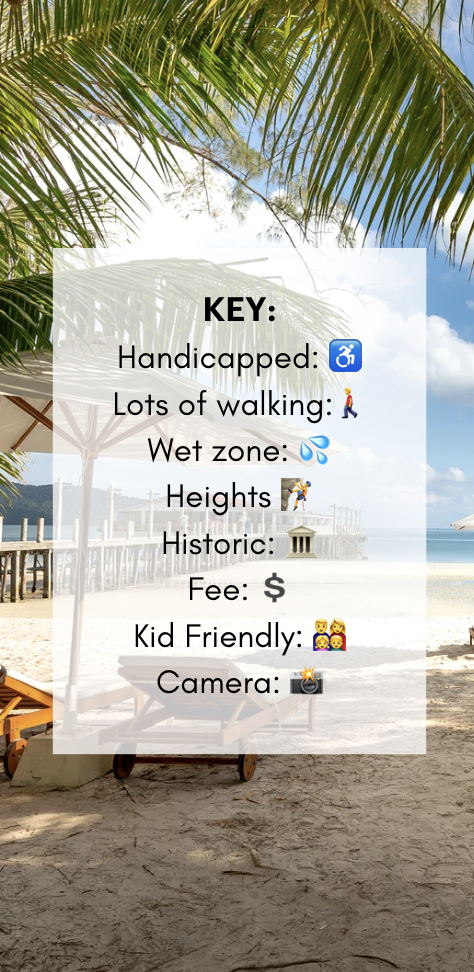 KEY:
Handicapped: ♿
Lots of walking: 🚶
Wet zone: 💦
Heights 🧗
Historic: 🏛️
Fee: 💲
Kid Friendly: 👨‍👩‍👧‍👦
Camera: 📸